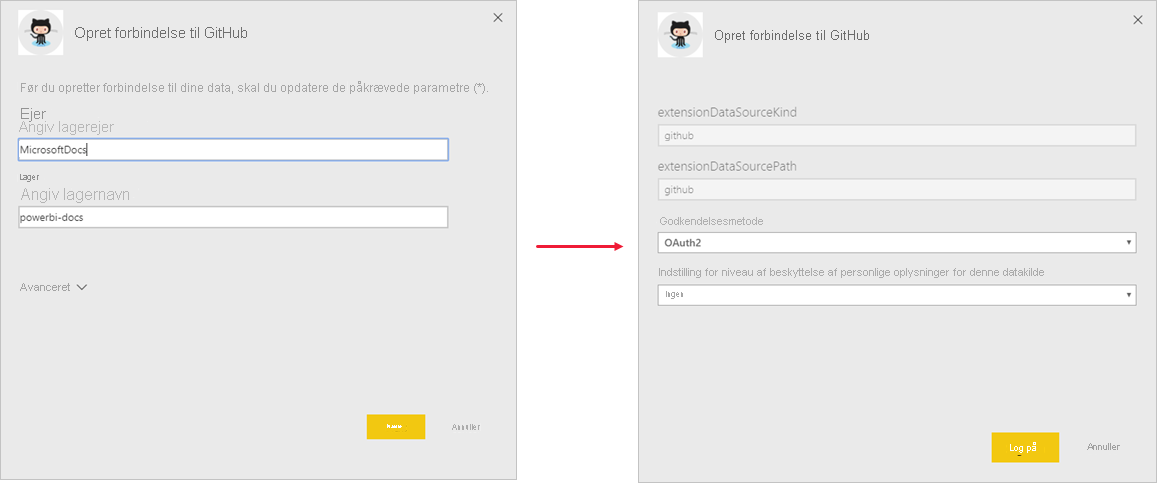 Opret forbindelse til GitHub
Før du opretter forbindelse til dine data, skal du opdatere de påkrævede parametre (*).
Ejer
Angiv lagerejer
MicrosoftDocs
Lager
Angiv lagernavn
powerbi-docs
Avanceret
Annuller
Opret forbindelse til GitHub
extensionDataSourceKind
github
extensionDataSourcePath
github
Godkendelsesmetode
OAuth2
Indstilling for niveau af beskyttelse af personlige oplysninger for denne datakilde
Ingen
Log på
Annuller